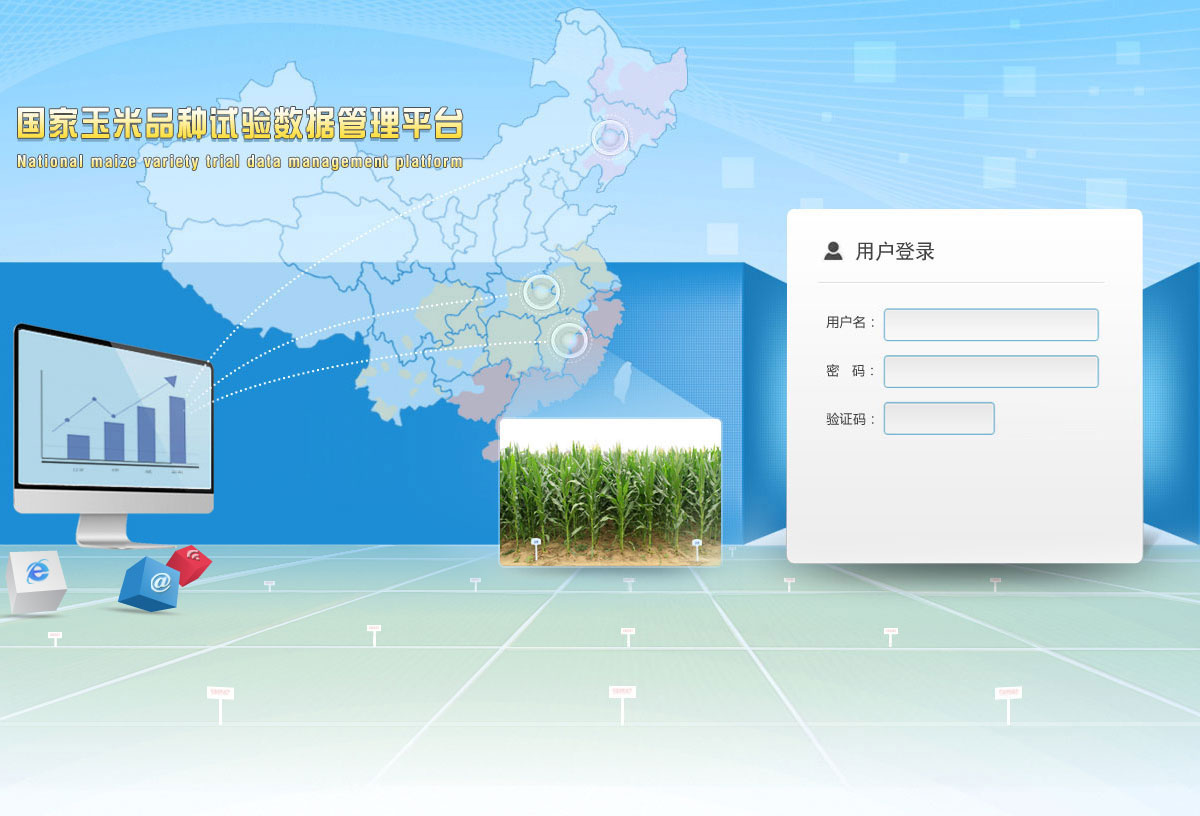 国家玉米品种试验数据管理平台
National maize variety trial data management platform
用户登录
用户名：
密 码：
验证码：
@